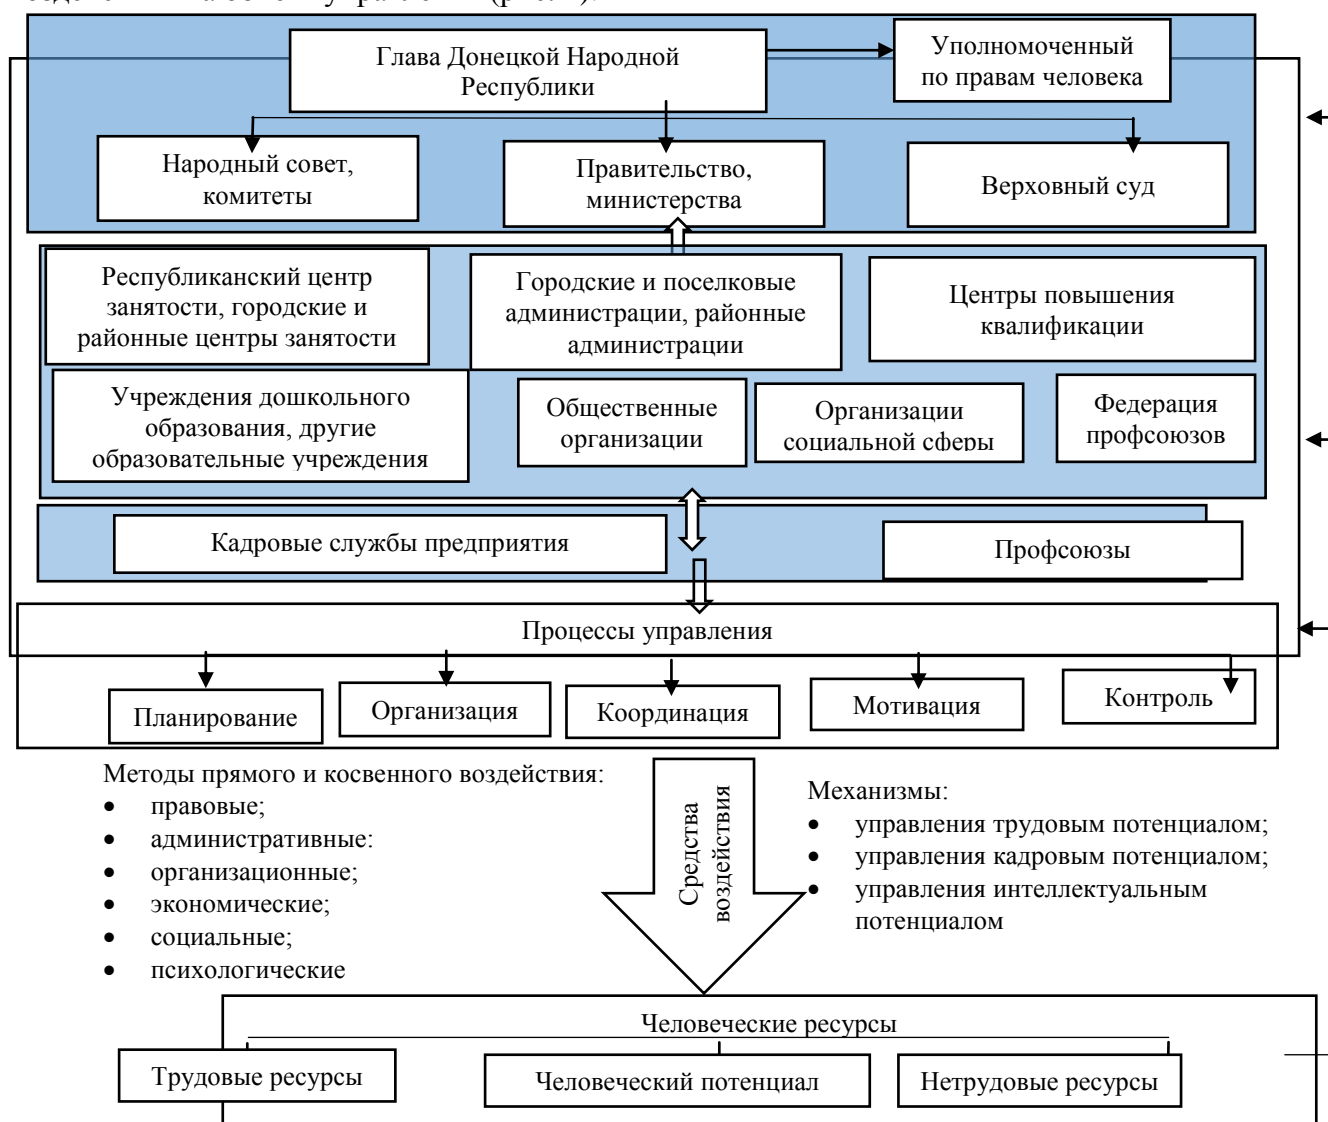 Глава Донецкой Народной
Республики
Уполномоченный
по правам человека
Народный совет,
комитеты
Правительство,
министерства
Верховный суд
Республиканский центр
занятости, городские и
районные центры занятости
Городские и поселковые
администрации, районные
администрации
Центры повышения
квалификации
Учреждения дошкольного
образования, другие
образовательные учреждения
Общественные
организации
Организации
социальной сферы
Федерация
профсоюзов
Кадровые службы предприятия
Профсоюзы
Процессы управления
Планирование
Организация
Координация
Мотивация
Контроль
Методы прямого и косвенного воздействия:
• правовые;
• административные:
• организационные;
• экономические;
• социальные;
• психологические
Средства
воздействия
Механизмы:
• управления трудовым потенциалом;
• управления кадровым потенциалом;
• управления интеллектуальным
потенциалом
Человеческие ресурсы
Трудовые ресурсы
Человеческий потенциал
Нетрудовые ресурсы